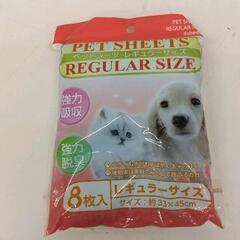 PET SHEETS
ペットシーツ レギュラーサイズ
REGULAR SIZE
強力
吸収
強力
脱臭
8枚入
レギュラーサイズ
サイズ：約33×45cm